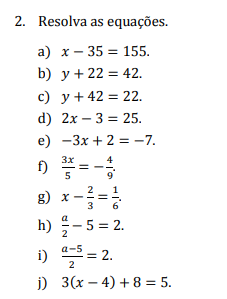 2. Resolva as equações.
a) x − 35 = 155.
b) y + 22 = 42.
c) y + 42 = 22.
d) 2x − 3 = 25.
e) −3x + 2 = −7.
f) 3x/5 = −4/9.
g) x − 2/3 = 1/6.
h) a/2 − 5 = 2.
i) a−5/2 = 2.
j) 3(x − 4) + 8 = 5.